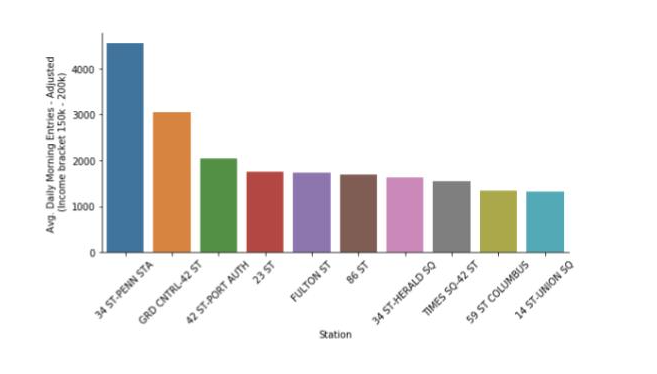 Avg. Daily Morning Entries - Adjusted
(Income bracket 150k - 200k)
4000
3000
2000
1000
0
34 ST-PENN STA
GRD CNTRL-42 ST
42 ST-PORT AUTH
23 ST
FULTON ST
86 ST
34 ST-HERALD SQ
TIMES SQ-42 ST
59 ST COLUMBUS
14 ST-UNION SQ
Station